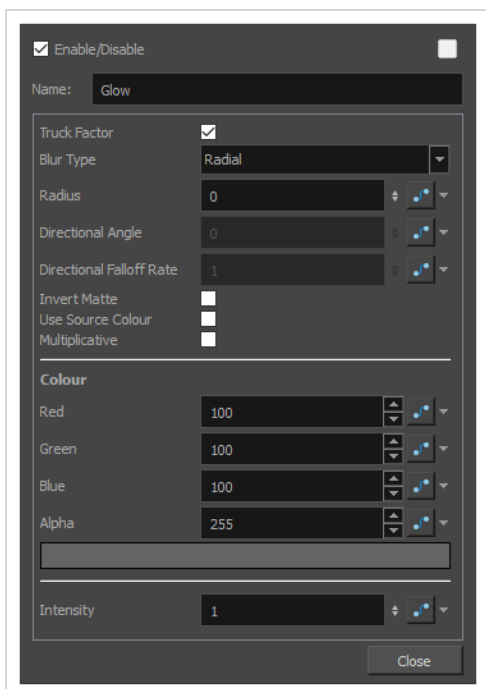 Enable/Disable
Name: Glow
Truck Factor
Blur Type Radial
Radius 0
Directional Angle 0
Directional Falloff Rate 1
Invert Matte
Use Source Colour
Multiplicative
Colour
Red 100
Green 100
Blue 100
Alpha 255
Intensity 1
Close